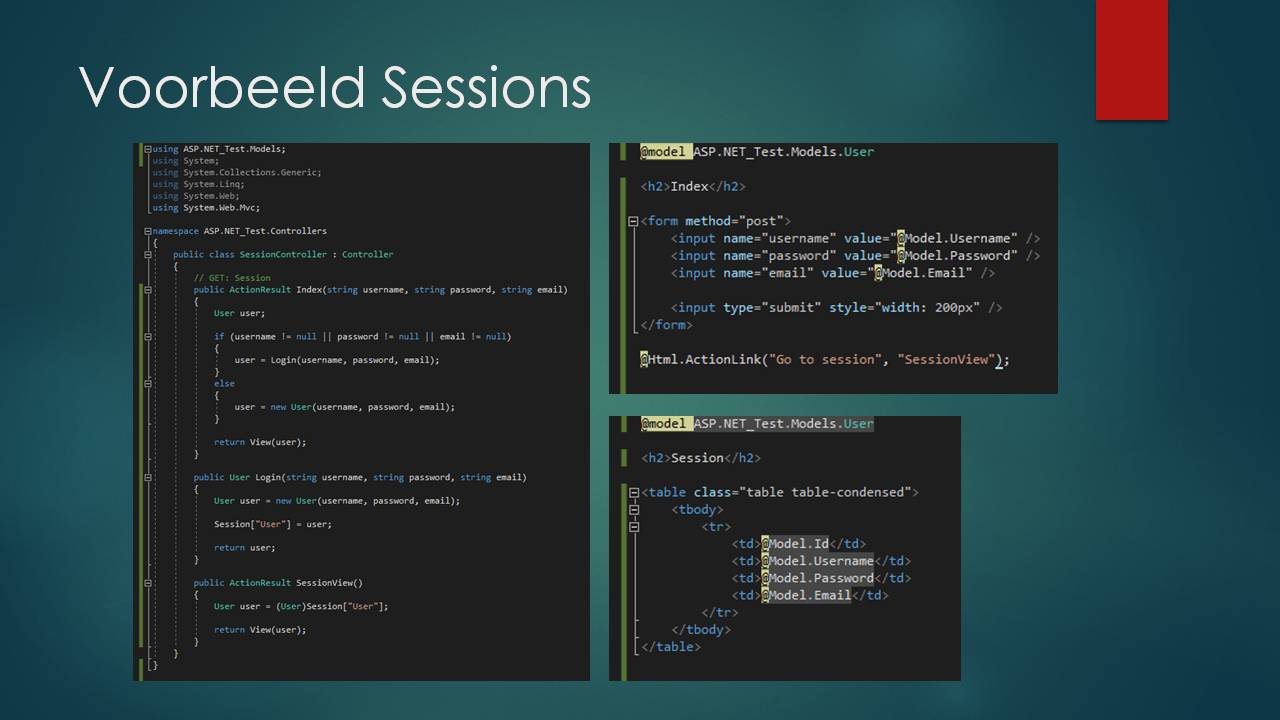 Voorbeeld Sessions
using ASP.NET_Test.Models;
using System;
using System.Collections.Generic;
using System.Linq;
using System.Web;
using System.Web.Mvc;
namespace ASP.NET_Test.Controllers
{
public class SessionController : Controller
{
// GET: Session
public ActionResult Index(string username, string password, string email)
{
User user;
if (username != null || password != null || email != null)
{
user = Login(username, password, email);
}
else
{
user = new User(username, password, email);
}
return View(user);
}
public User Login(string username, string password, string email)
{
User user = new User(username, password, email);
Session["User"] = user;
return user;
}
public ActionResult SessionView()
{
User user = (User)Session["User"];
return View(user);
}
}
}
@model ASP.NET_Test.Models.User
<h2>Index</h2>
<form method="post">
<input name="username" value="@Model.Username" />
<input name="password" value="@Model.Password" />
<input name="email" value="@Model.Email" />
<input type="submit" style="width: 200px" />
</form>
@Html.ActionLink("Go to session", "SessionView");
@model ASP.NET_Test.Models.User
<h2>Session</h2>
<table class="table table-condensed">
<tbody>
<tr>
<td>@Model.Id</td>
<td>@Model.Username</td>
<td>@Model.Password</td>
<td>@Model.Email</td>
</tr>
</tbody>
</table>